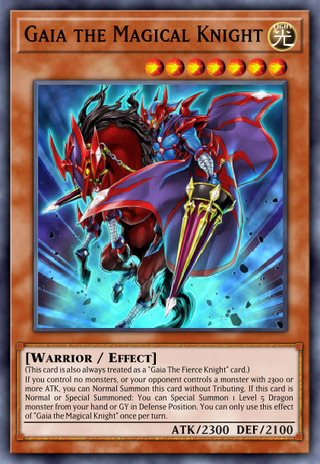 Gaia the Magical Knight
LIGHT
光
[Warrior / Effect]
(This card is also always treated as a "Gaia The Fierce Knight" card.)
If you control no monsters, or your opponent controls a monster with 2300 or
more ATK, you can Normal Summon this card without Tributing. If this card is
Normal or Special Summoned: You can Special Summon 1 Level 5 Dragon
monster from your hand or GY in Defense Position. You can only use this effect
of "Gaia the Magical Knight" once per turn.
ATK/2300 DEF/2100